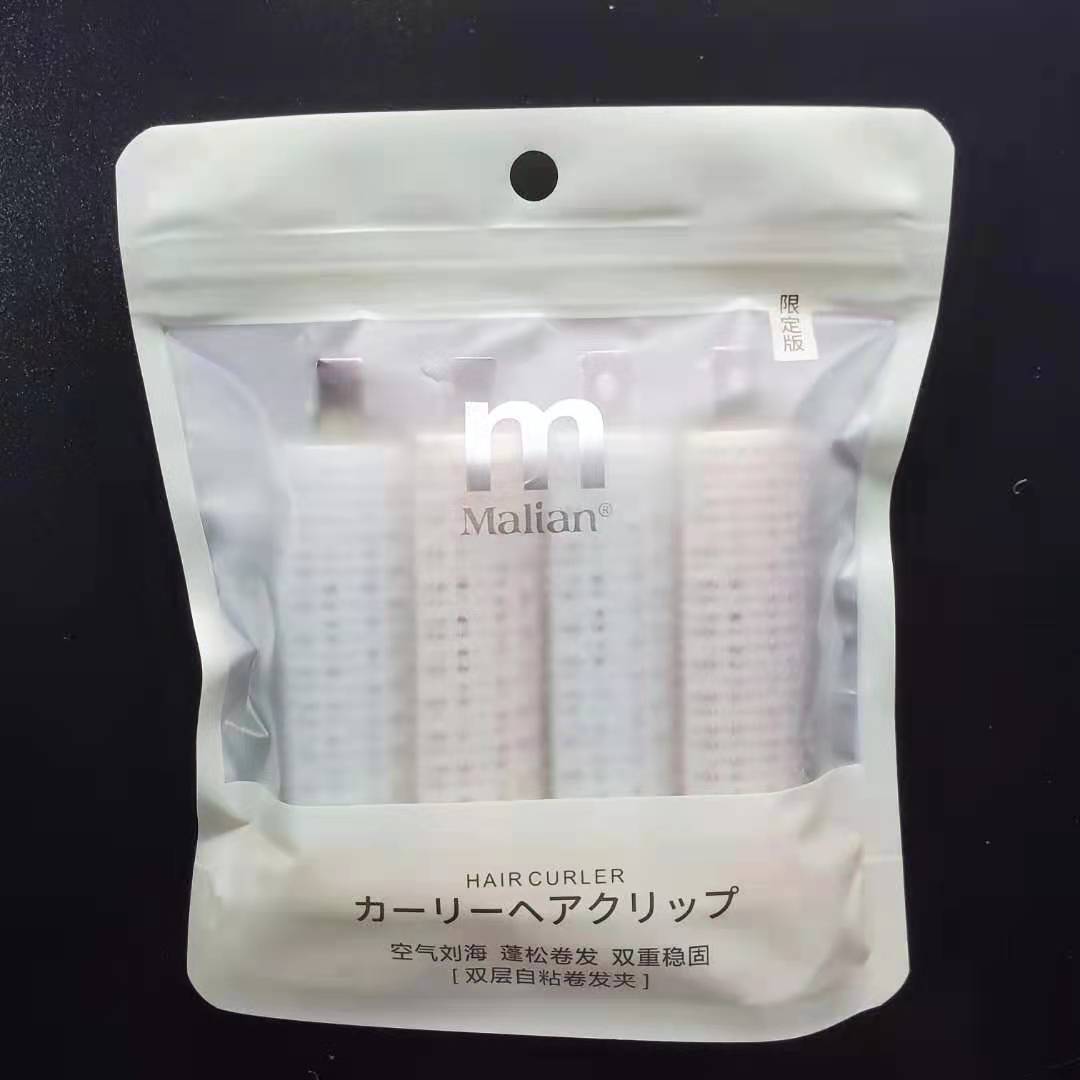 限定版
m
Malian®
HAIR CURLER
カーリーヘアクリップ
空气刘海 蓬松卷发 双重稳固
[双层自粘卷发夹]